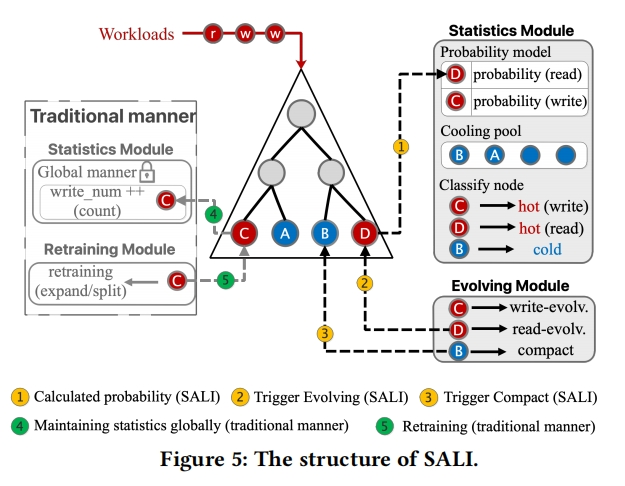 Workloads
r w w
Statistics Module
Probability model
D probability (read)
C probability (write)
Cooling pool
B A
Classify node
C hot (write)
D hot (read)
B cold
Evolving Module
C write-evolv.
D read-evolv.
B compact
Traditional manner
Statistics Module
Global manner
write_num ++
(count)
C
Retraining Module
retraining
(expand/split)
C
C A B D
1
2
3
4
5
1 Calculated probability (SALI) 2 Trigger Evolving (SALI) 3 Trigger Compact (SALI)
4 Maintaining statistics globally (traditional manner) 5 Retraining (traditional manner)
Figure 5: The structure of SALI.